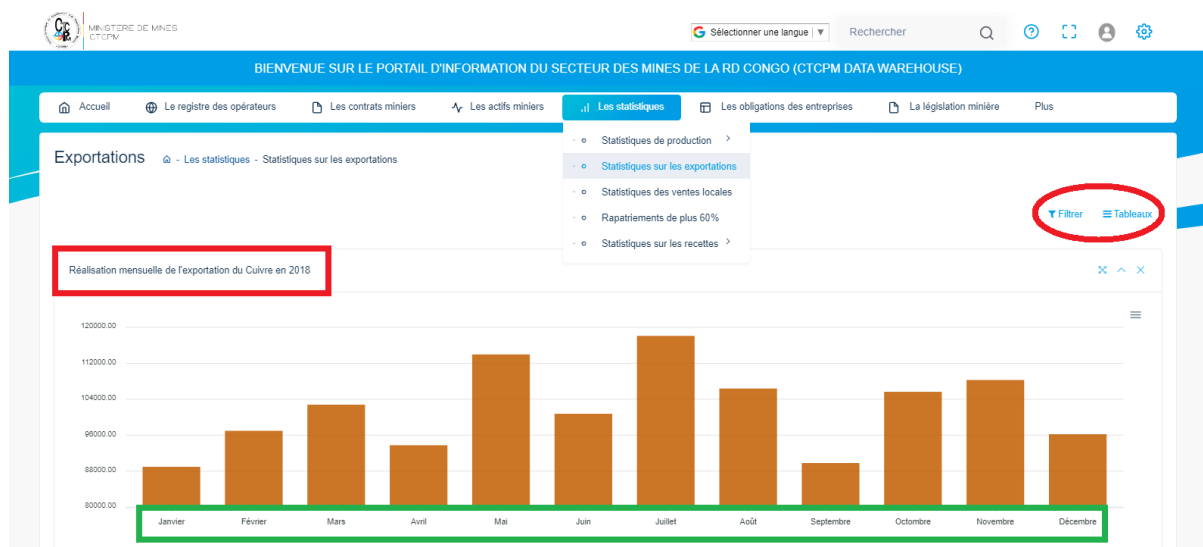 MINISTERE DE MINES
CTCPM
Sélectionner une langue ▼
Rechercher
BIENVENUE SUR LE PORTAIL D'INFORMATION DU SECTEUR DES MINES DE LA RD CONGO (CTCPM DATA WAREHOUSE)
Accueil Le registre des opérateurs Les contrats miniers Les actifs miniers Les statistiques Les obligations des entreprises La législation minière Plus
Statistiques de production >
Exportations - Les statistiques - Statistiques sur les exportations
Statistiques sur les exportations
Statistiques des ventes locales
Rapatriements de plus 60%
Statistiques sur les recettes >
Filtrer Tableaux
Réalisation mensuelle de l'exportation du Cuivre en 2018
120000.00
112000.00
104000.00
96000.00
88000.00
80000.00
Janvier Février Mars Avril Mai Juin Juillet Août Septembre Octombre Novembre Décembre